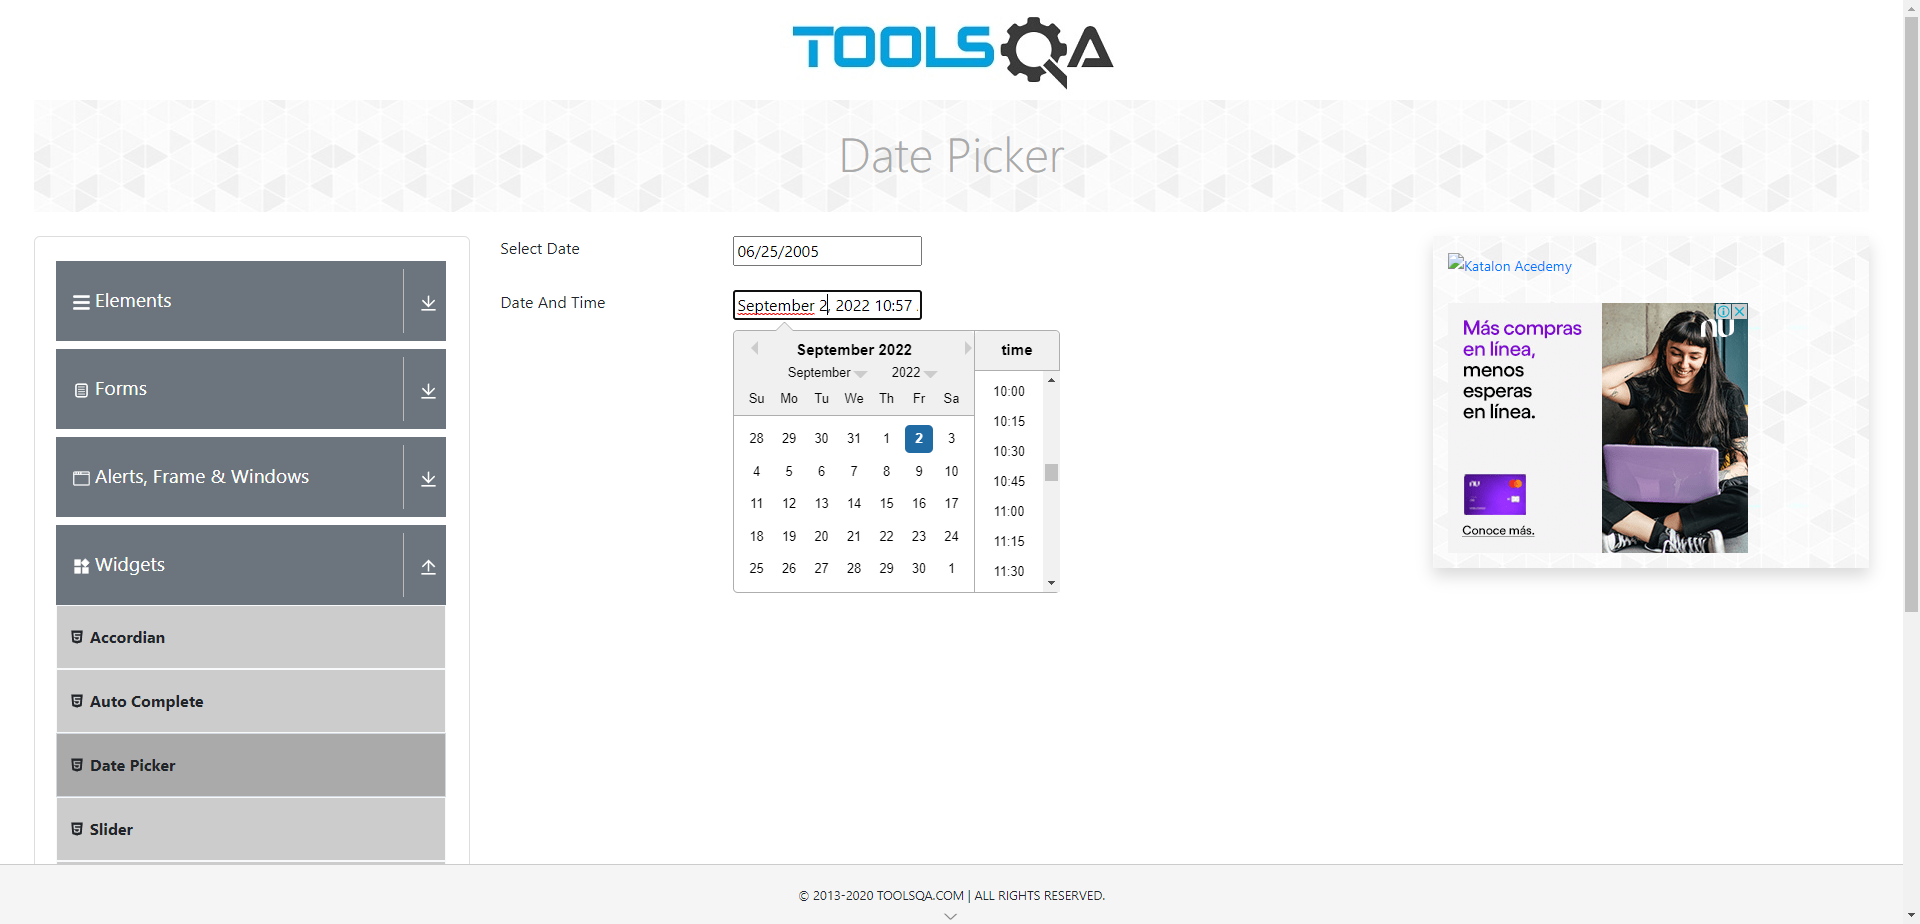 TOOLSQA
Date Picker
Elements
Forms
Alerts, Frame & Windows
Widgets
Accordian
Auto Complete
Date Picker
Slider
Select Date
06/25/2005
Date And Time
September 2, 2022 10:57
September 2022
September 2022
Su Mo Tu We Th Fr Sa
28 29 30 31 1 2 3
4 5 6 7 8 9 10
11 12 13 14 15 16 17
18 19 20 21 22 23 24
25 26 27 28 29 30 1
time
10:00
10:15
10:30
10:45
11:00
11:15
11:30
Katalon Acedemy
Más compras
en línea,
menos
esperas
en línea.
nu
nu
Conoce más.
© 2013-2020 TOOLSQA.COM | ALL RIGHTS RESERVED.